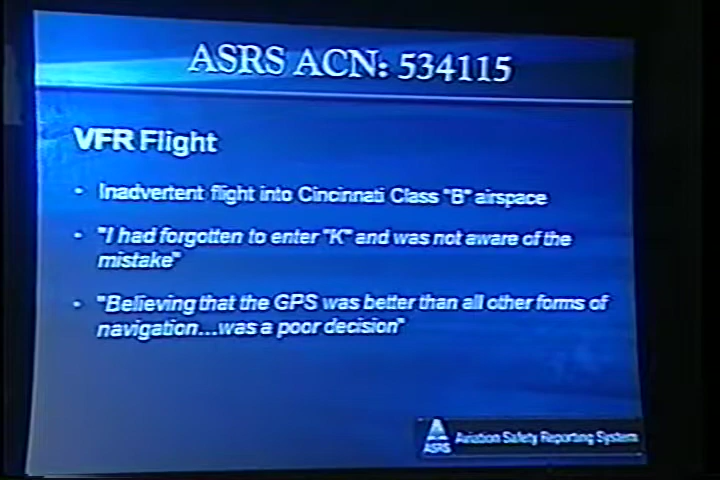 ASRS ACN: 534115
VFR Flight
• Inadvertent flight into Cincinnati Class "B" airspace
• "I had forgotten to enter "K" and was not aware of the
mistake"
• "Believing that the GPS was better than all other forms of
navigation...was a poor decision"
ASRS
Aviation Safety Reporting System